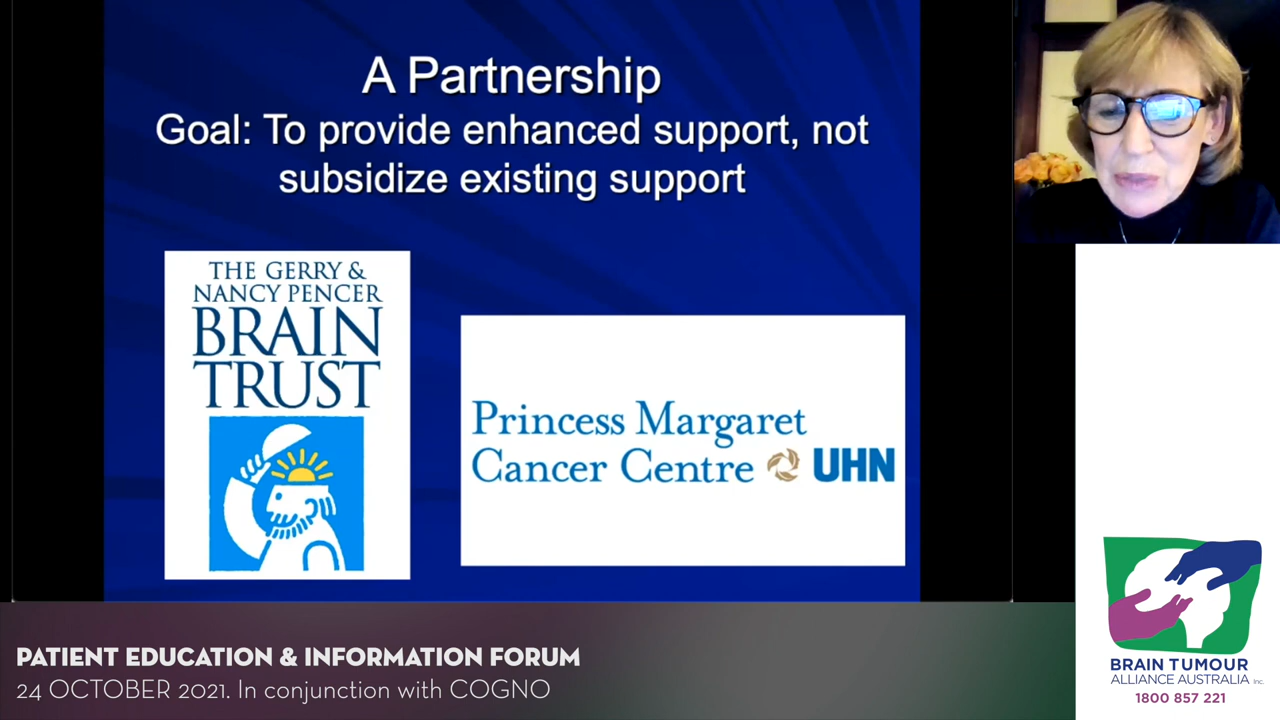 A Partnership
Goal: To provide enhanced support, not
subsidize existing support
THE GERRY &
NANCY PENCER
BRAIN
TRUST
Princess Margaret
Cancer Centre UHN
PATIENT EDUCATION & INFORMATION FORUM
24 OCTOBER 2021. In conjunction with COGNO
BRAIN TUMOUR
ALLIANCE AUSTRALIA Inc.
1800 857 221